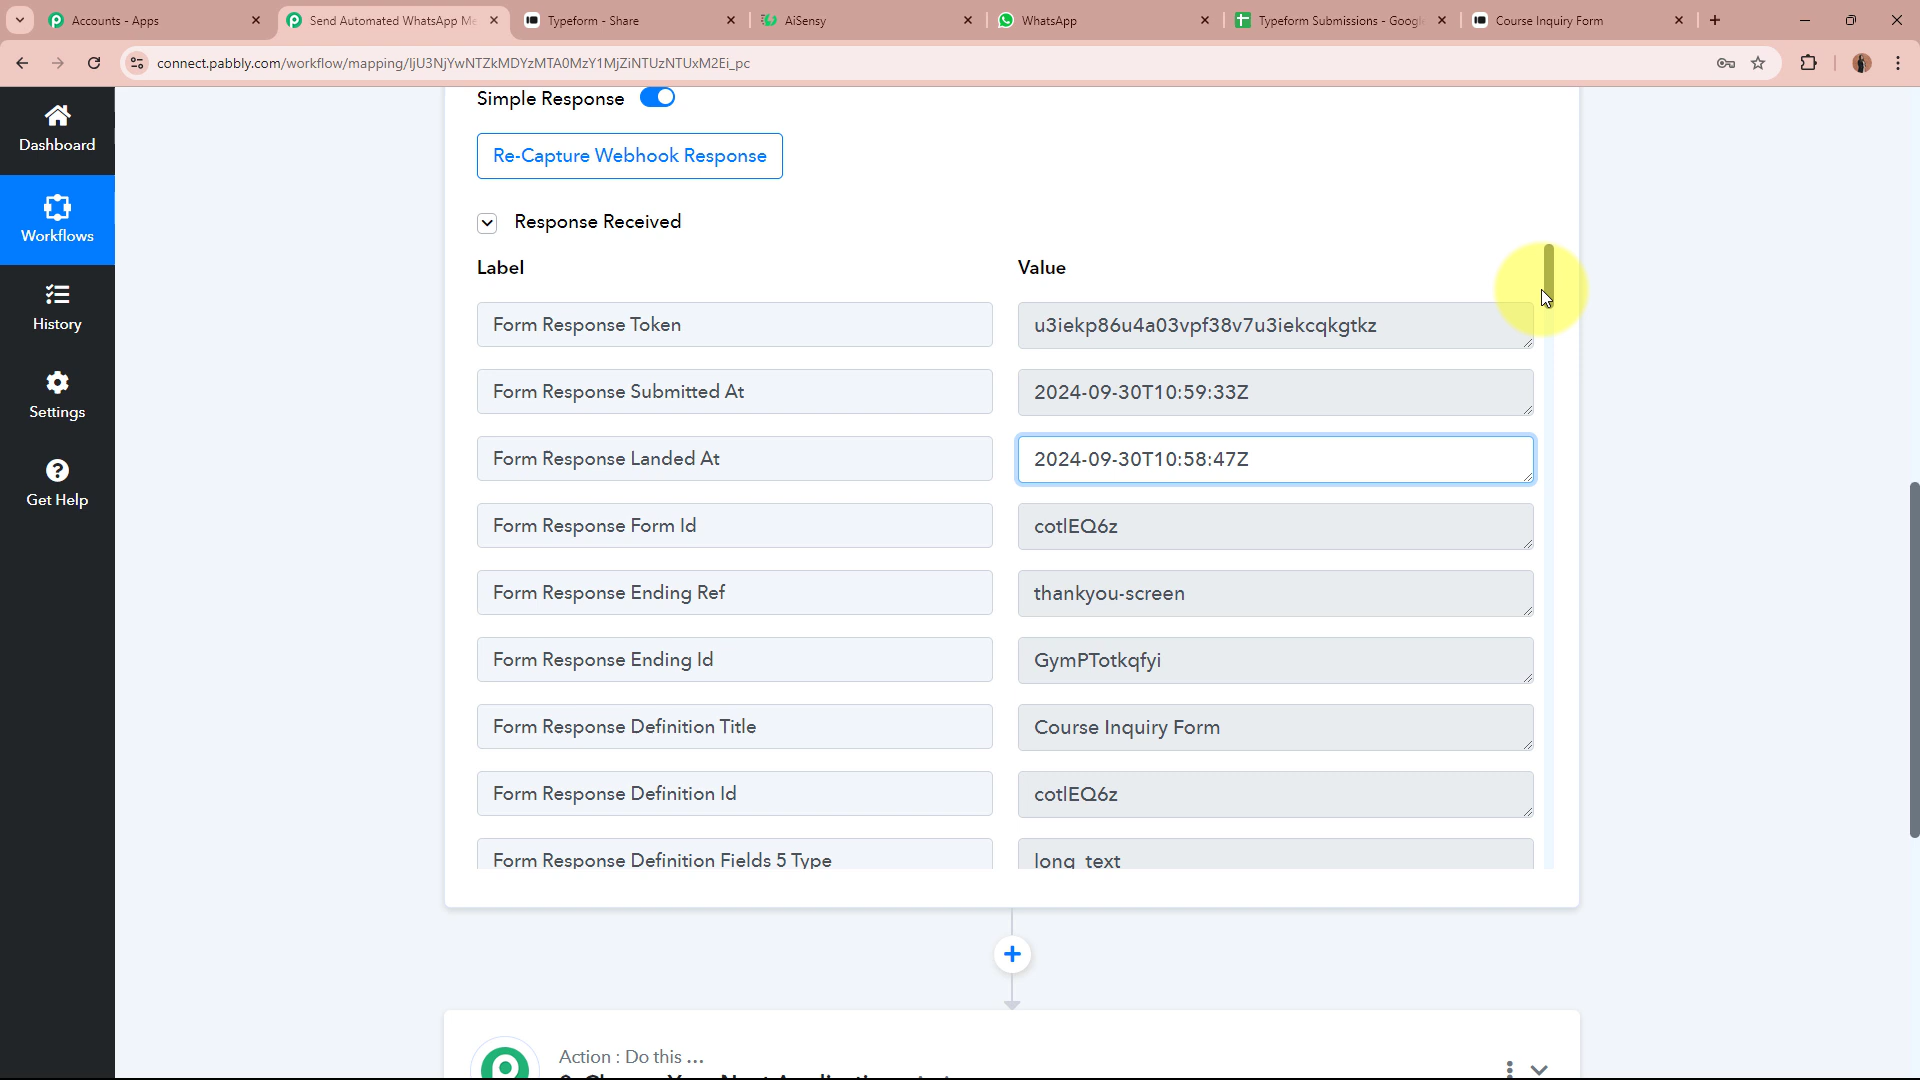 Accounts - Apps
Send Automated WhatsApp Me
Typeform - Share
AiSensy
WhatsApp
Typeform Submissions - Googl
Course Inquiry Form
connect.pabbly.com/workflow/mapping/IjU3NjYwNTZkMDYzMTA0MzY1MjZiNTUzNTUxM2Ei_pc
Dashboard
Workflows
History
Settings
Get Help
Simple Response
Re-Capture Webhook Response
Response Received
Label Value
Form Response Token u3iekp86u4a03vpf38v7u3iekcqkgtkz
Form Response Submitted At 2024-09-30T10:59:33Z
Form Response Landed At 2024-09-30T10:58:47Z
Form Response Form Id cotlEQ6z
Form Response Ending Ref thankyou-screen
Form Response Ending Id GymPTotkqfyi
Form Response Definition Title Course Inquiry Form
Form Response Definition Id cotlEQ6z
Form Response Definition Fields 5 Type long_text
Action : Do this ...